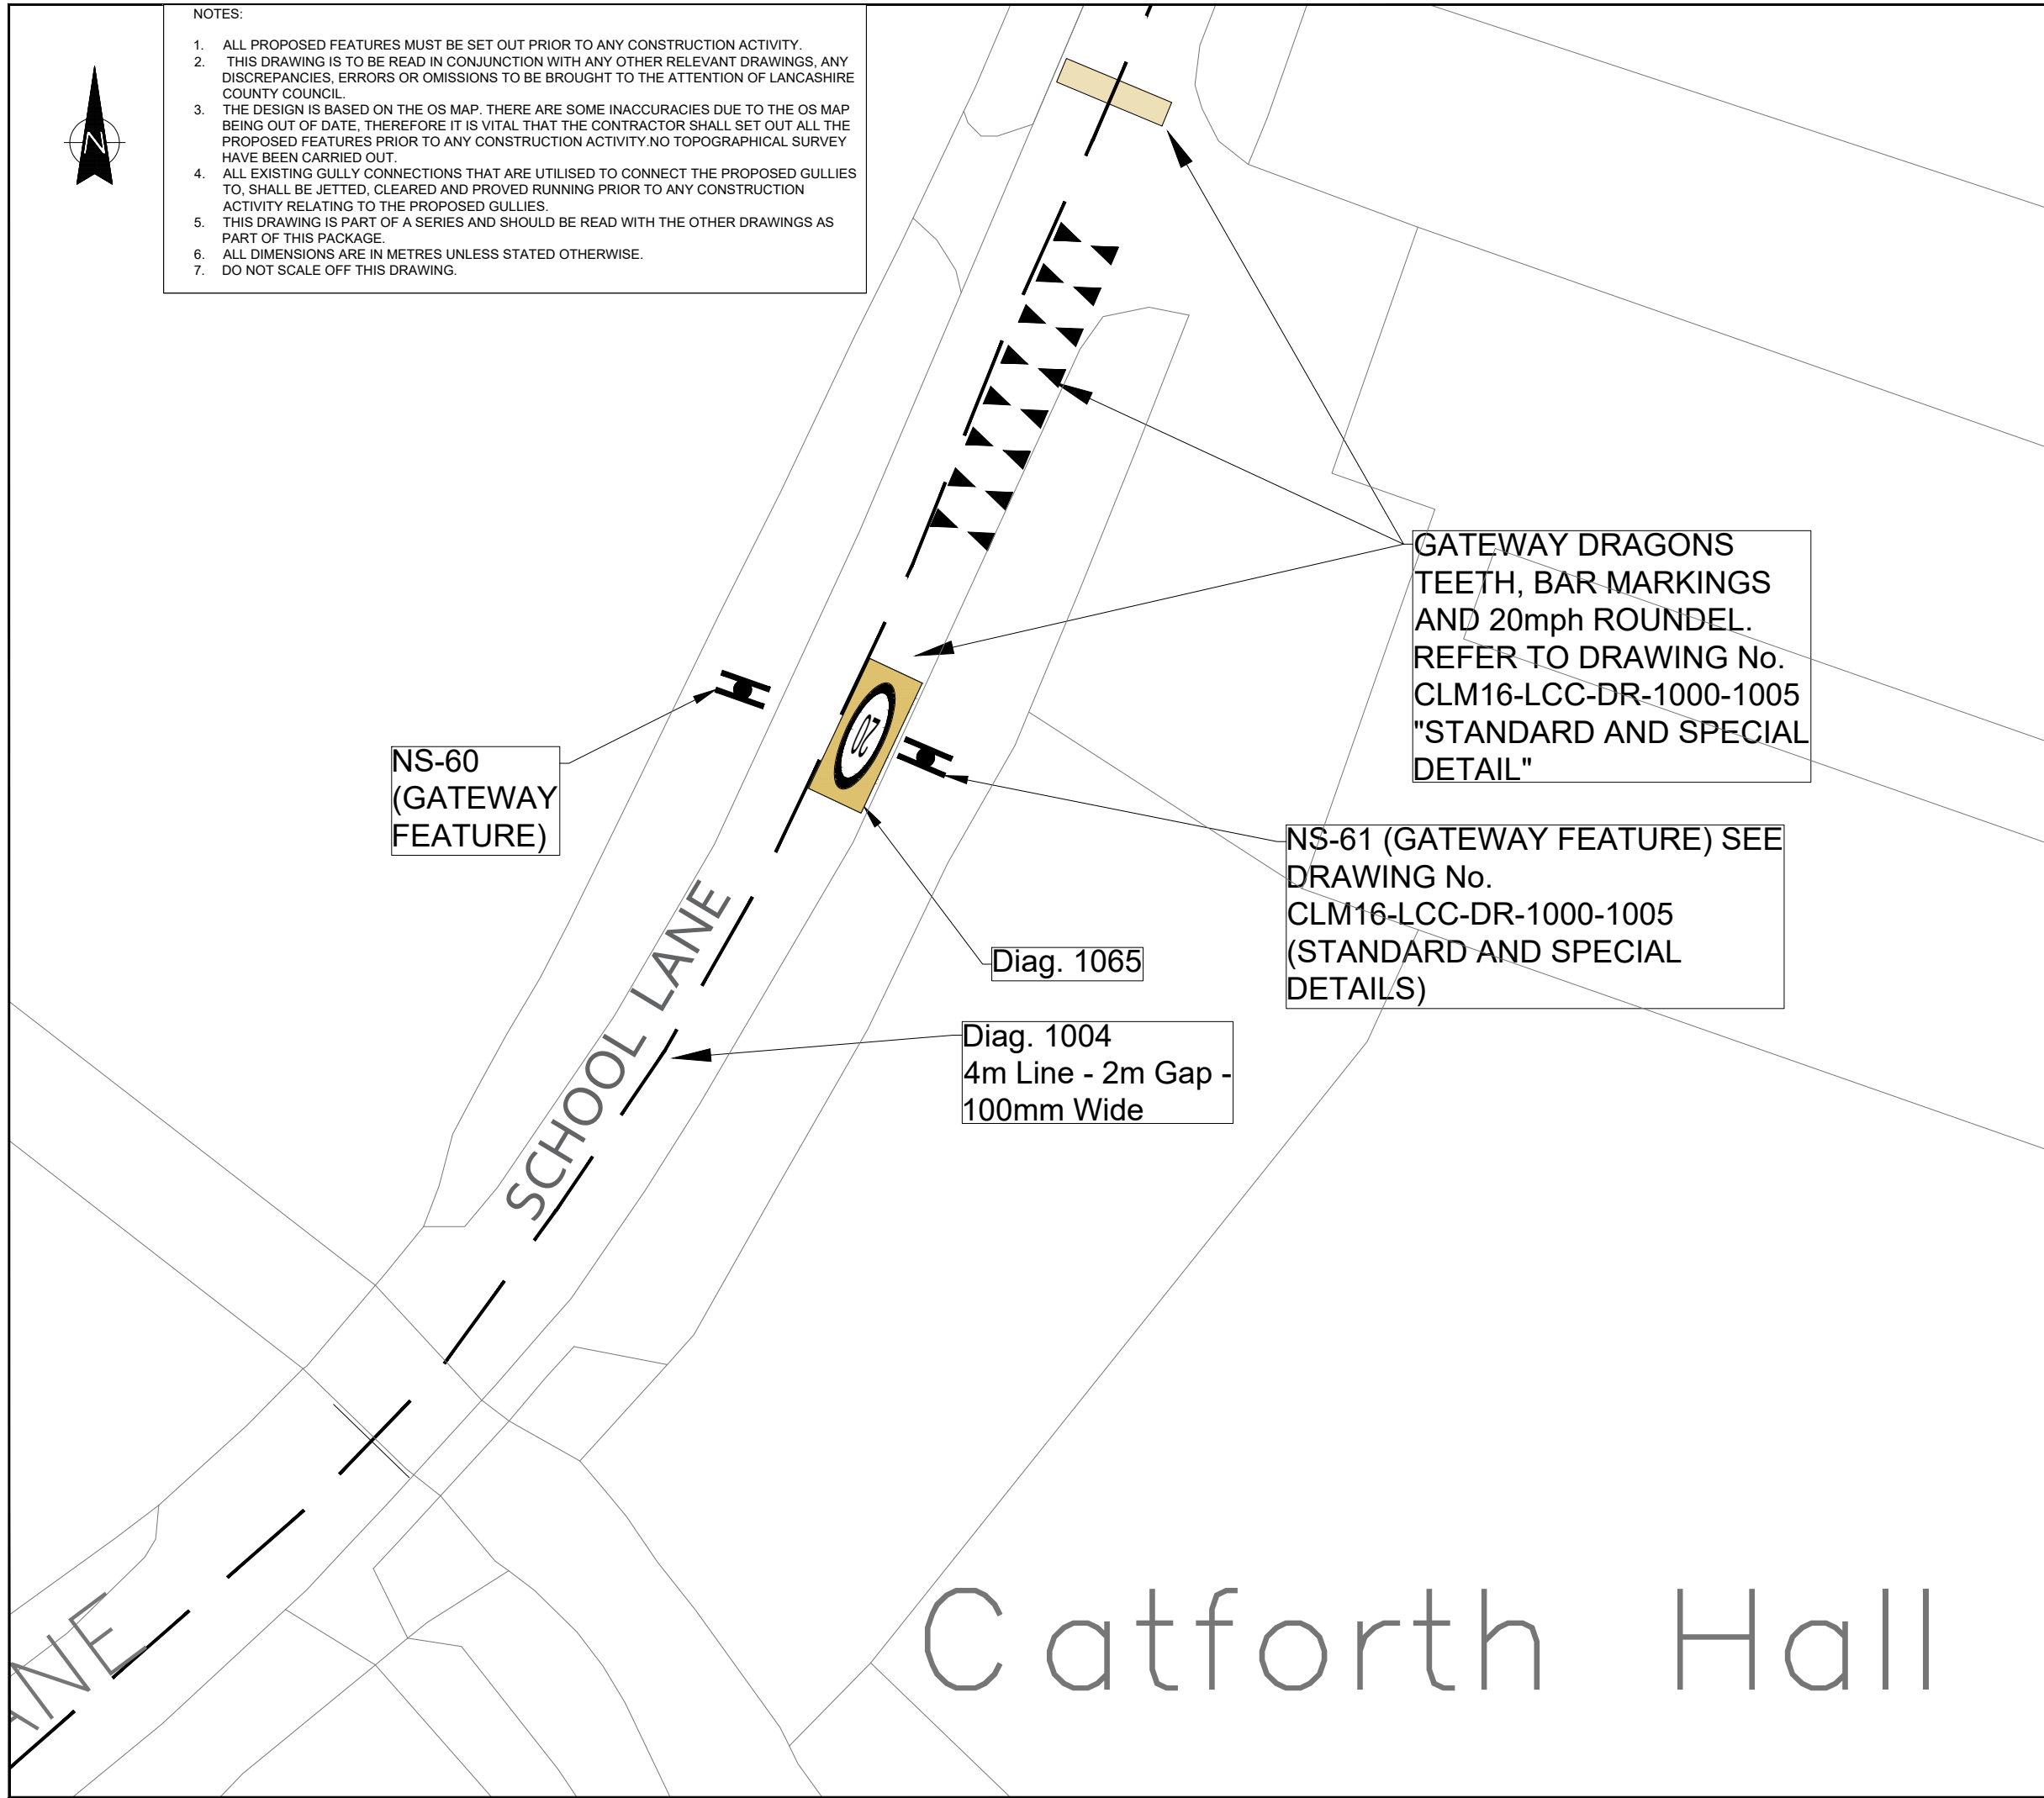 NOTES:
1. ALL PROPOSED FEATURES MUST BE SET OUT PRIOR TO ANY CONSTRUCTION ACTIVITY.
2. THIS DRAWING IS TO BE READ IN CONJUNCTION WITH ANY OTHER RELEVANT DRAWINGS, ANY
DISCREPANCIES, ERRORS OR OMISSIONS TO BE BROUGHT TO THE ATTENTION OF LANCASHIRE
COUNTY COUNCIL.
3. THE DESIGN IS BASED ON THE OS MAP. THERE ARE SOME INACCURACIES DUE TO THE OS MAP
BEING OUT OF DATE, THEREFORE IT IS VITAL THAT THE CONTRACTOR SHALL SET OUT ALL THE
PROPOSED FEATURES PRIOR TO ANY CONSTRUCTION ACTIVITY.NO TOPOGRAPHICAL SURVEY
HAVE BEEN CARRIED OUT.
4. ALL EXISTING GULLY CONNECTIONS THAT ARE UTILISED TO CONNECT THE PROPOSED GULLIES
TO, SHALL BE JETTED, CLEARED AND PROVED RUNNING PRIOR TO ANY CONSTRUCTION
ACTIVITY RELATING TO THE PROPOSED GULLIES.
5. THIS DRAWING IS PART OF A SERIES AND SHOULD BE READ WITH THE OTHER DRAWINGS AS
PART OF THIS PACKAGE.
6. ALL DIMENSIONS ARE IN METRES UNLESS STATED OTHERWISE.
7. DO NOT SCALE OFF THIS DRAWING.
N
GATEWAY DRAGONS
TEETH, BAR MARKINGS
AND 20mph ROUNDEL.
REFER TO DRAWING No.
CLM16-LCC-DR-1000-1005
"STANDARD AND SPECIAL
DETAIL"
20
NS-60
(GATEWAY
FEATURE)
NS-61 (GATEWAY FEATURE) SEE
DRAWING No.
CLM16-LCC-DR-1000-1005
(STANDARD AND SPECIAL
DETAILS)
Diag. 1065
SCHOOL LANE
Diag. 1004
4m Line - 2m Gap -
100mm Wide
ANE
Catforth Hall